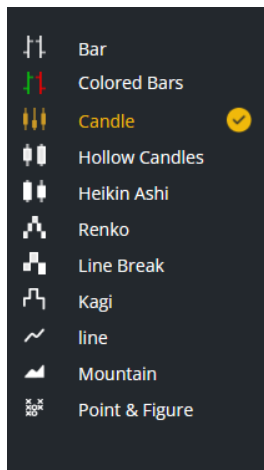 Bar
Colored Bars
Candle
Hollow Candles
Heikin Ashi
Renko
Line Break
Kagi
line
Mountain
Point & Figure